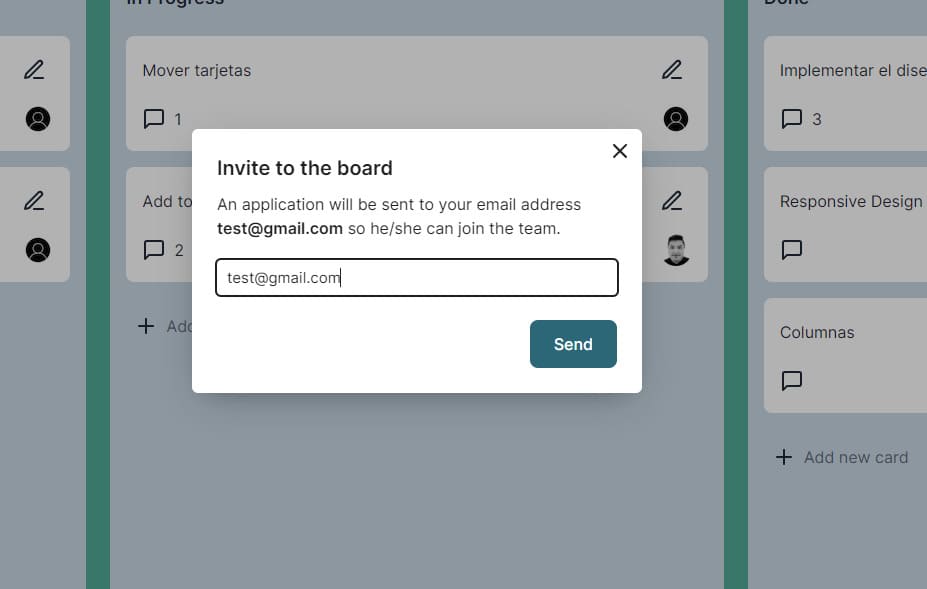 In Progress
Done
Mover tarjetas
1
Add to
2
Add
Implementar el dise
3
Responsive Design
Columnas
Add new card
Invite to the board
An application will be sent to your email address
test@gmail.com so he/she can join the team.
test@gmail.com
Send